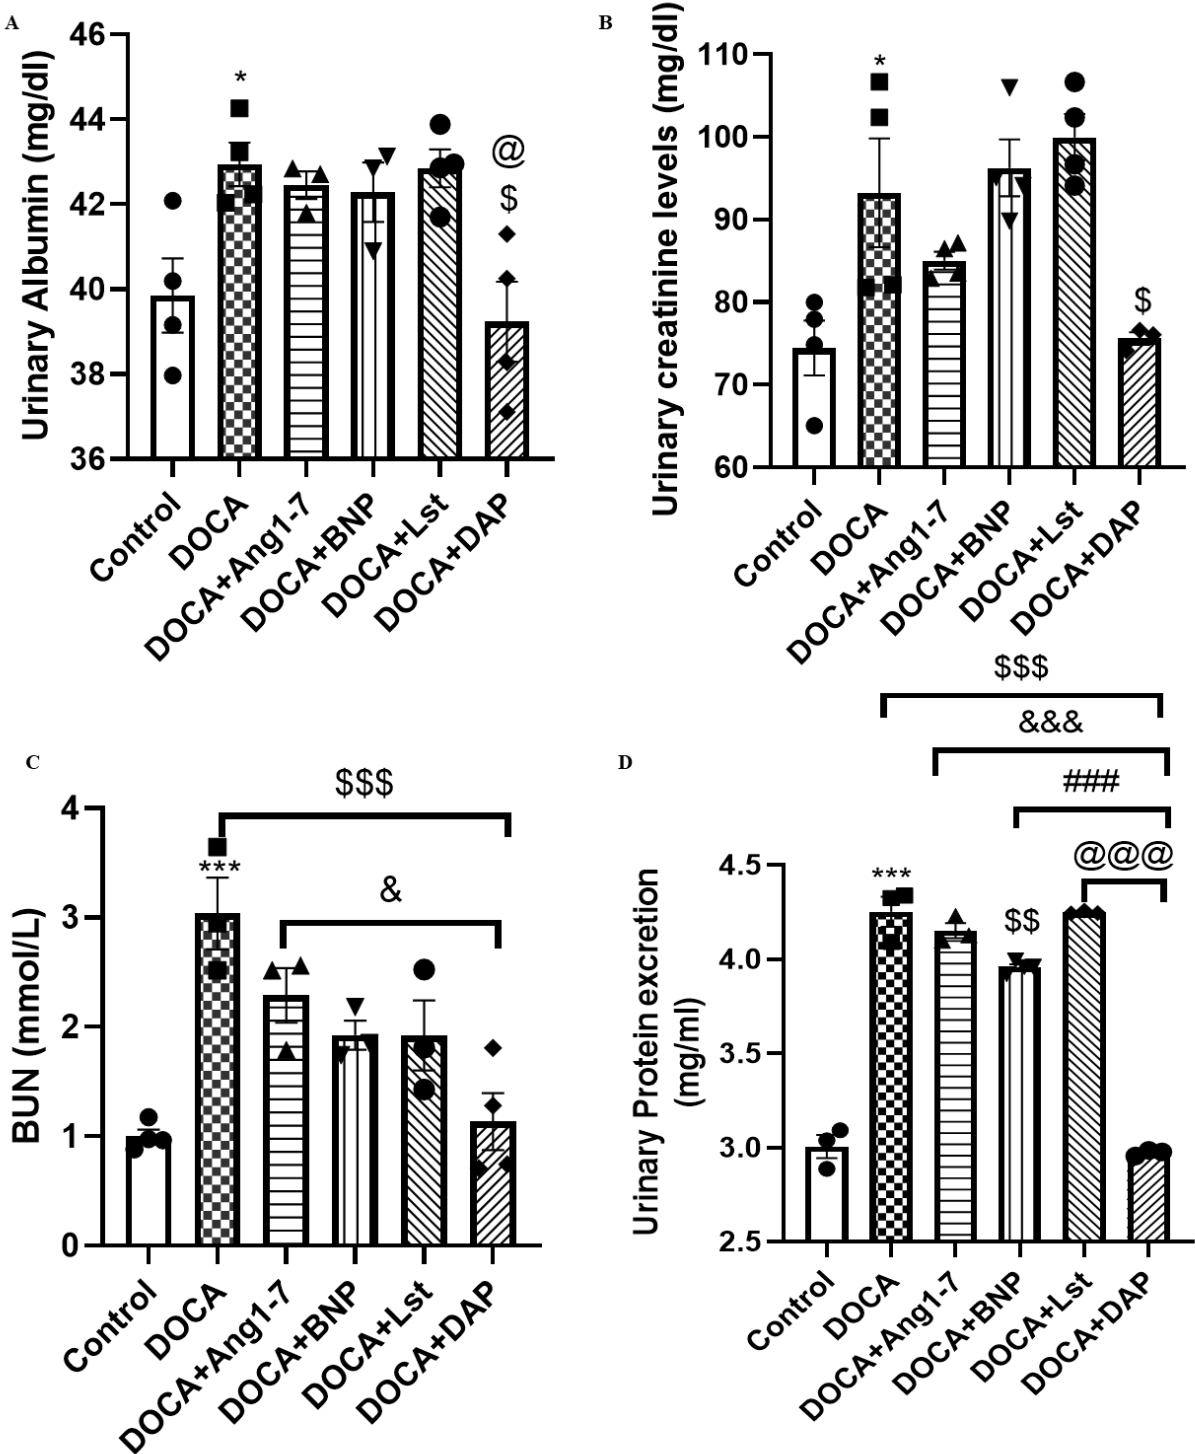 A
Urinary Albumin (mg/dl)
46
44
42
40
38
36
*
@
$
Control
DOCA
DOCA+Ang1-7
DOCA+BNP
DOCA+Lst
DOCA+DAP
B
Urinary creatinine levels (mg/dl)
110
100
90
80
70
60
*
$
Control
DOCA
DOCA+Ang1-7
DOCA+BNP
DOCA+Lst
DOCA+DAP
C
BUN (mmol/L)
4
3
2
1
0
$$$
***
&
Control
DOCA
DOCA+Ang1-7
DOCA+BNP
DOCA+Lst
DOCA+DAP
D
Urinary Protein excretion
(mg/ml)
4.5
4.0
3.5
3.0
2.5
$$$
&&&
###
@@@
***
$$
Control
DOCA
DOCA+Ang1-7
DOCA+BNP
DOCA+Lst
DOCA+DAP